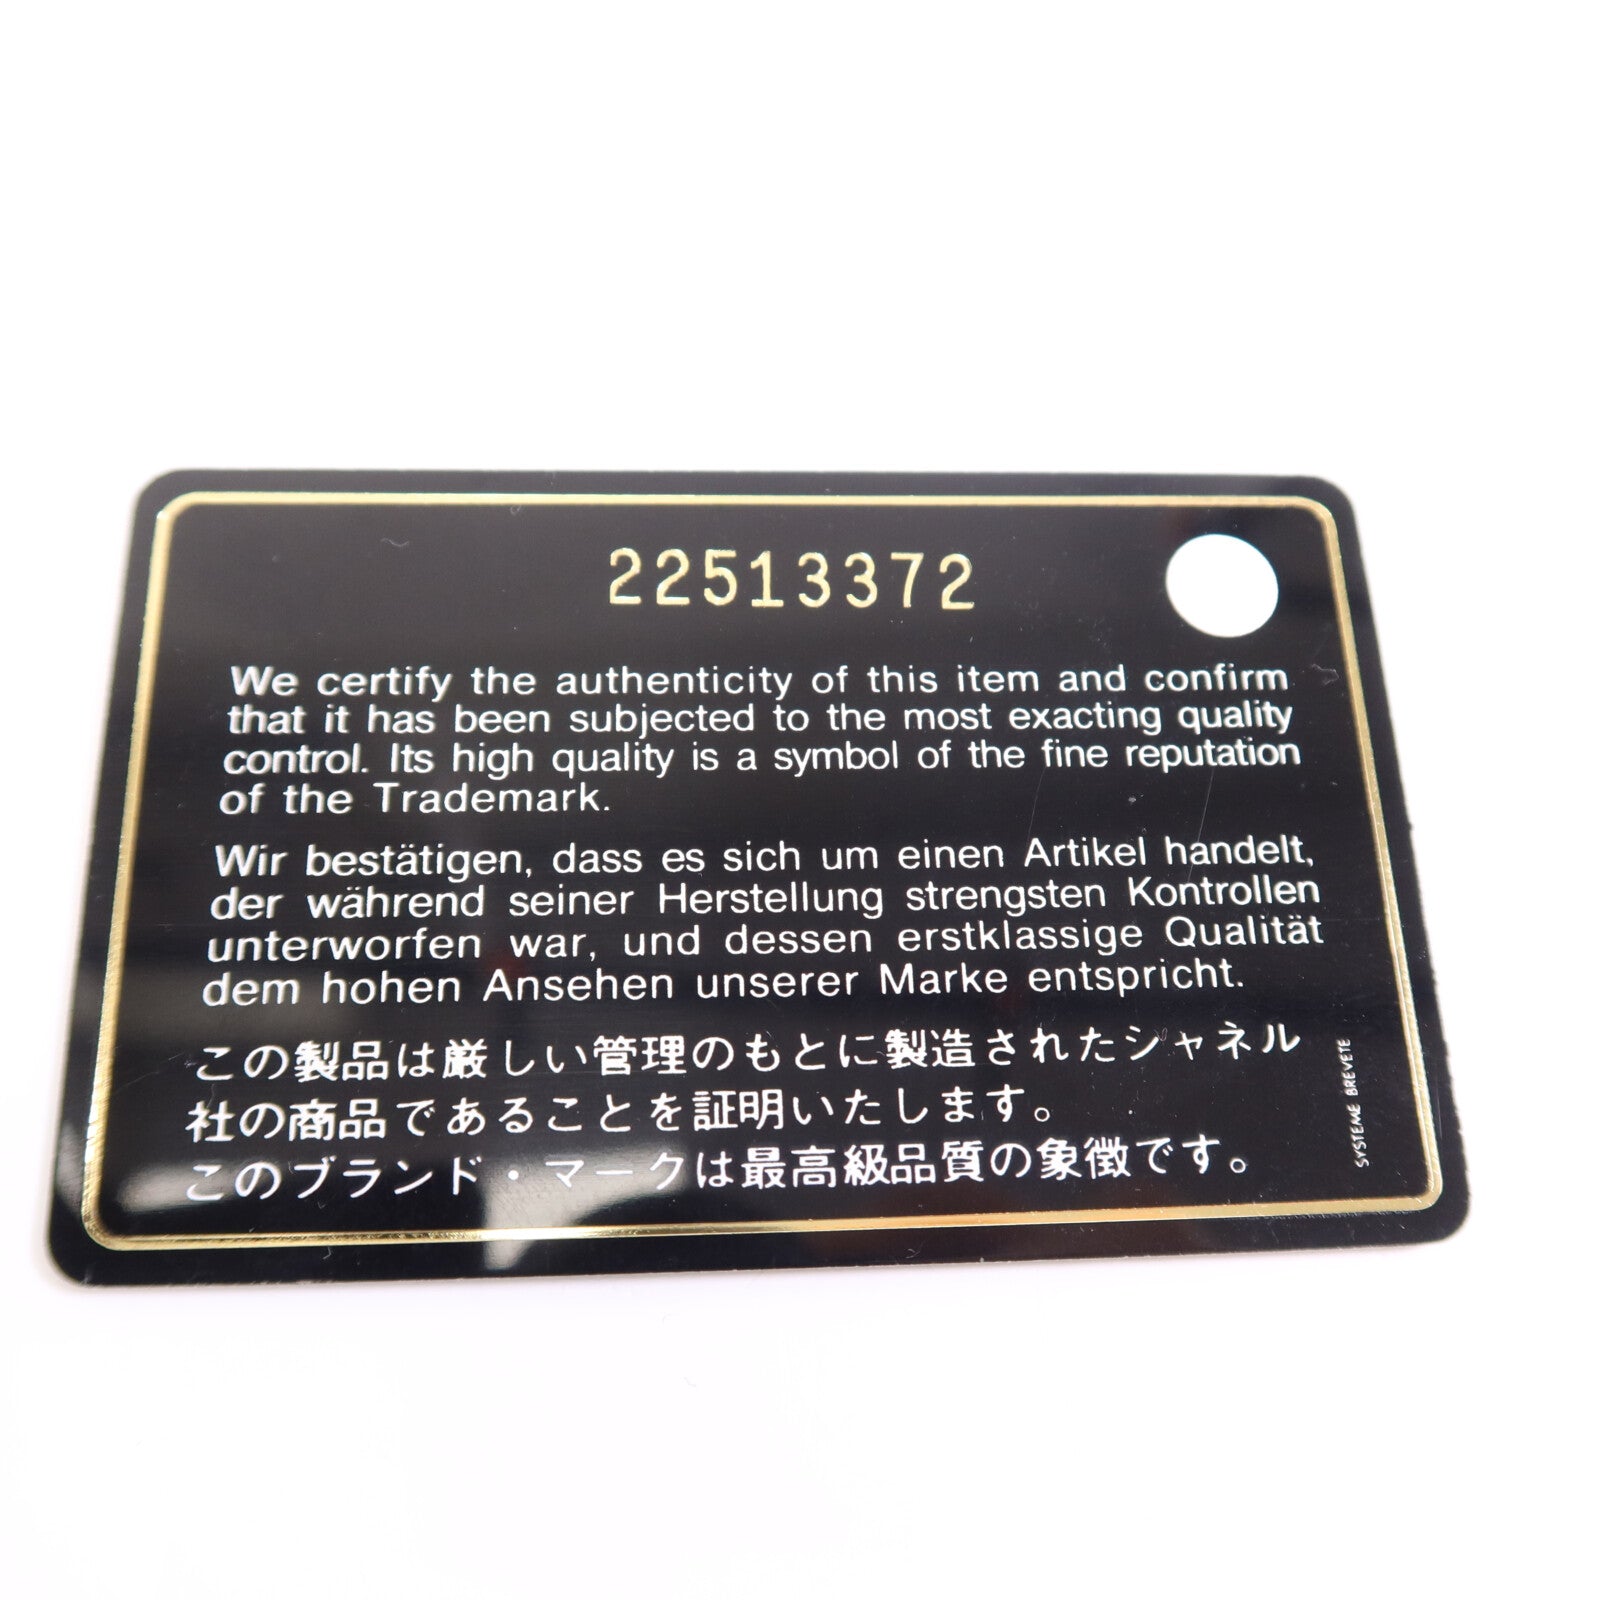 22513372
We certify the authenticity of this item and confirm
that it has been subjected to the most exacting quality
control. Its high quality is a symbol of the fine reputation
of the Trademark.
Wir bestätigen, dass es sich um einen Artikel handelt,
der während seiner Herstellung strengsten Kontrollen
unterworfen war, und dessen erstklassige Qualität
dem hohen Ansehen unserer Marke entspricht.
この製品は厳しい管理のもとに製造されたシャネル
社の商品であることを証明いたします。
このブランド・マークは最高級品質の象徴です。
SYSTEME BREVETE